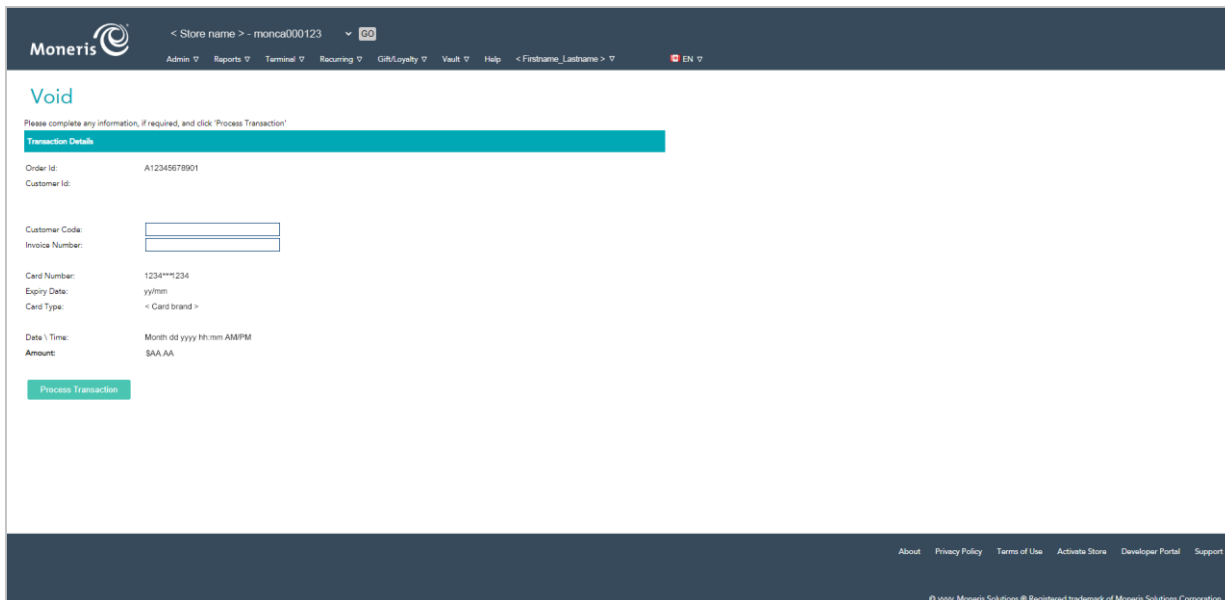 Moneris
< Store name > - monca000123 GO
Admin Reports Terminal Recurring Gift/Loyalty Vault Help < Firstname_Lastname > EN
Void
Please complete any information, if required, and click 'Process Transaction'
Transaction Details
Order Id: A12345678901
Customer Id:
Customer Code:
Invoice Number:
Card Number: 1234***1234
Expiry Date: yy/mm
Card Type: < Card brand >
Date \ Time: Month dd yyyy hh:mm AM/PM
Amount: $AA.AA
Process Transaction
About Privacy Policy Terms of Use Activate Store Developer Portal Support
© yyyy Moneris Solutions ® Registered trademark of Moneris Solutions Corporation